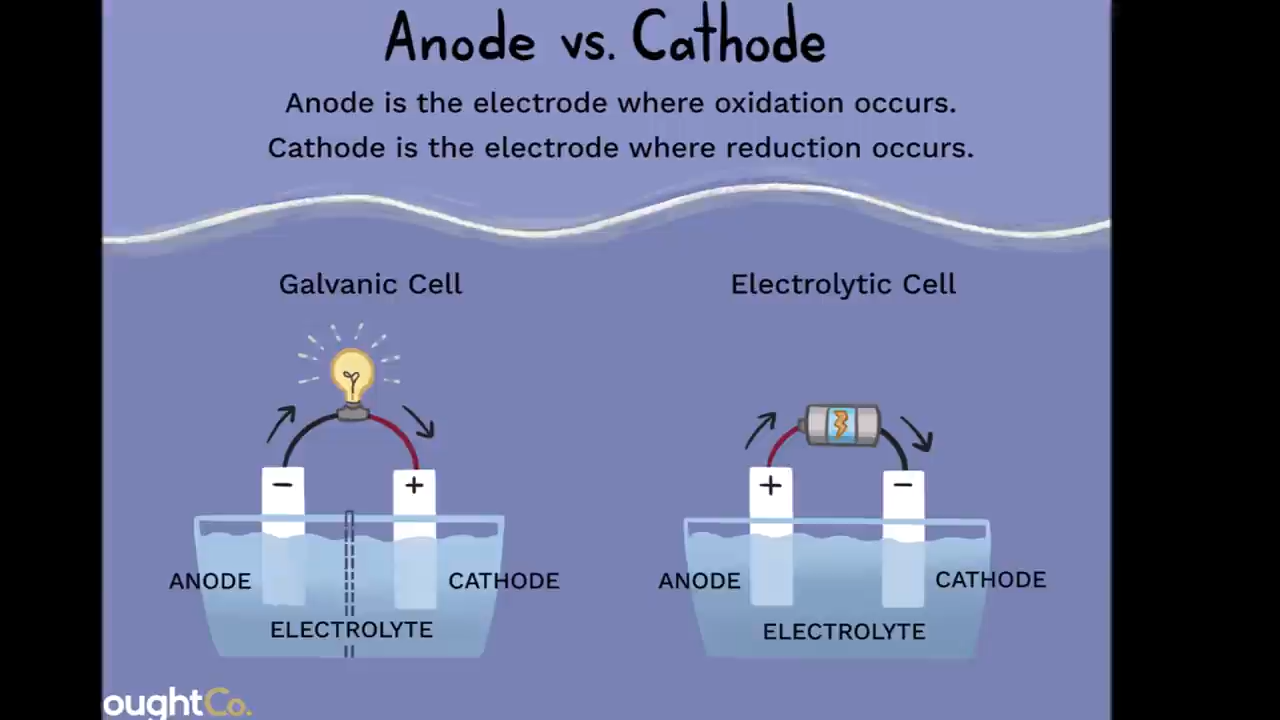 Anode vs. Cathode
Anode is the electrode where oxidation occurs.
Cathode is the electrode where reduction occurs.
Galvanic Cell
Electrolytic Cell
− +
+ −
ANODE
CATHODE
ELECTROLYTE
ANODE
CATHODE
ELECTROLYTE
oughtCo.